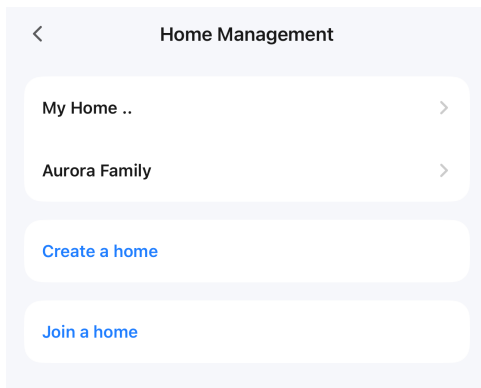 Home Management
My Home ..
Aurora Family
Create a home
Join a home